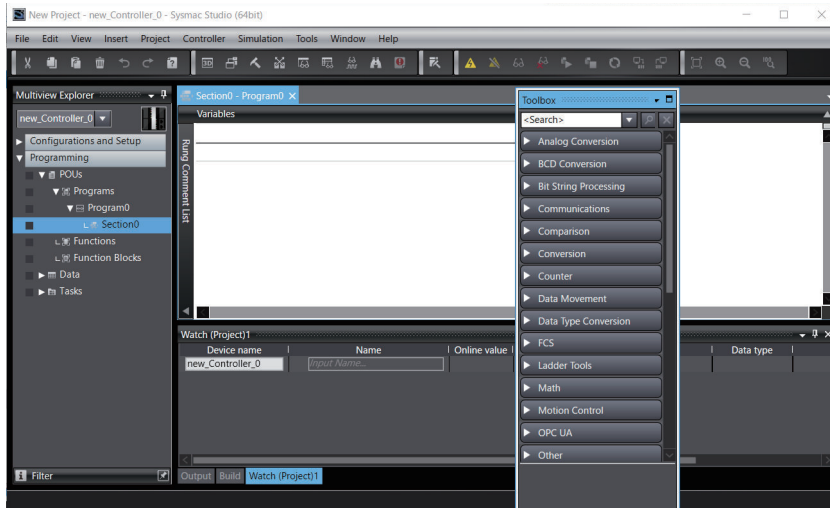 New Project - new_Controller_0 - Sysmac Studio (64bit)
File Edit View Insert Project Controller Simulation Tools Window Help
Multiview Explorer
new_Controller_0
Configurations and Setup
Programming
POUs
Programs
Program0
Section0
Functions
Function Blocks
Data
Tasks
Filter
Section0 - Program0
Variables
Rung Comment List
Toolbox
<Search>
Analog Conversion
BCD Conversion
Bit String Processing
Communications
Comparison
Conversion
Counter
Data Movement
Data Type Conversion
FCS
Ladder Tools
Math
Motion Control
OPC UA
Other
Watch (Project)1
Device name Name Online value Data type
new_Controller_0 Input Name...
Output Build Watch (Project)1